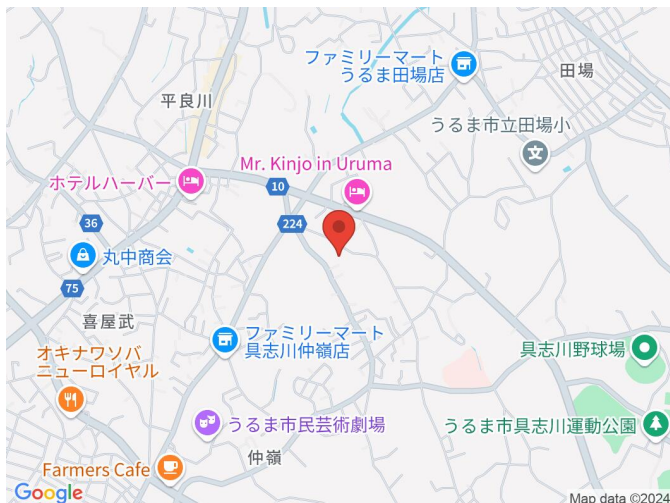 ファミリーマート
うるま田場店
田場
平良川
うるま市立田場小
文
Mr. Kinjo in Uruma
ホテルハーバー
10
36
224
丸中商会
75
喜屋武
ファミリーマート
具志川仲嶺店
具志川野球場
オキナワソバ
ニューロイヤル
うるま市民芸術劇場
うるま市具志川運動公園
仲嶺
Farmers Cafe
Google
Map data ©2024